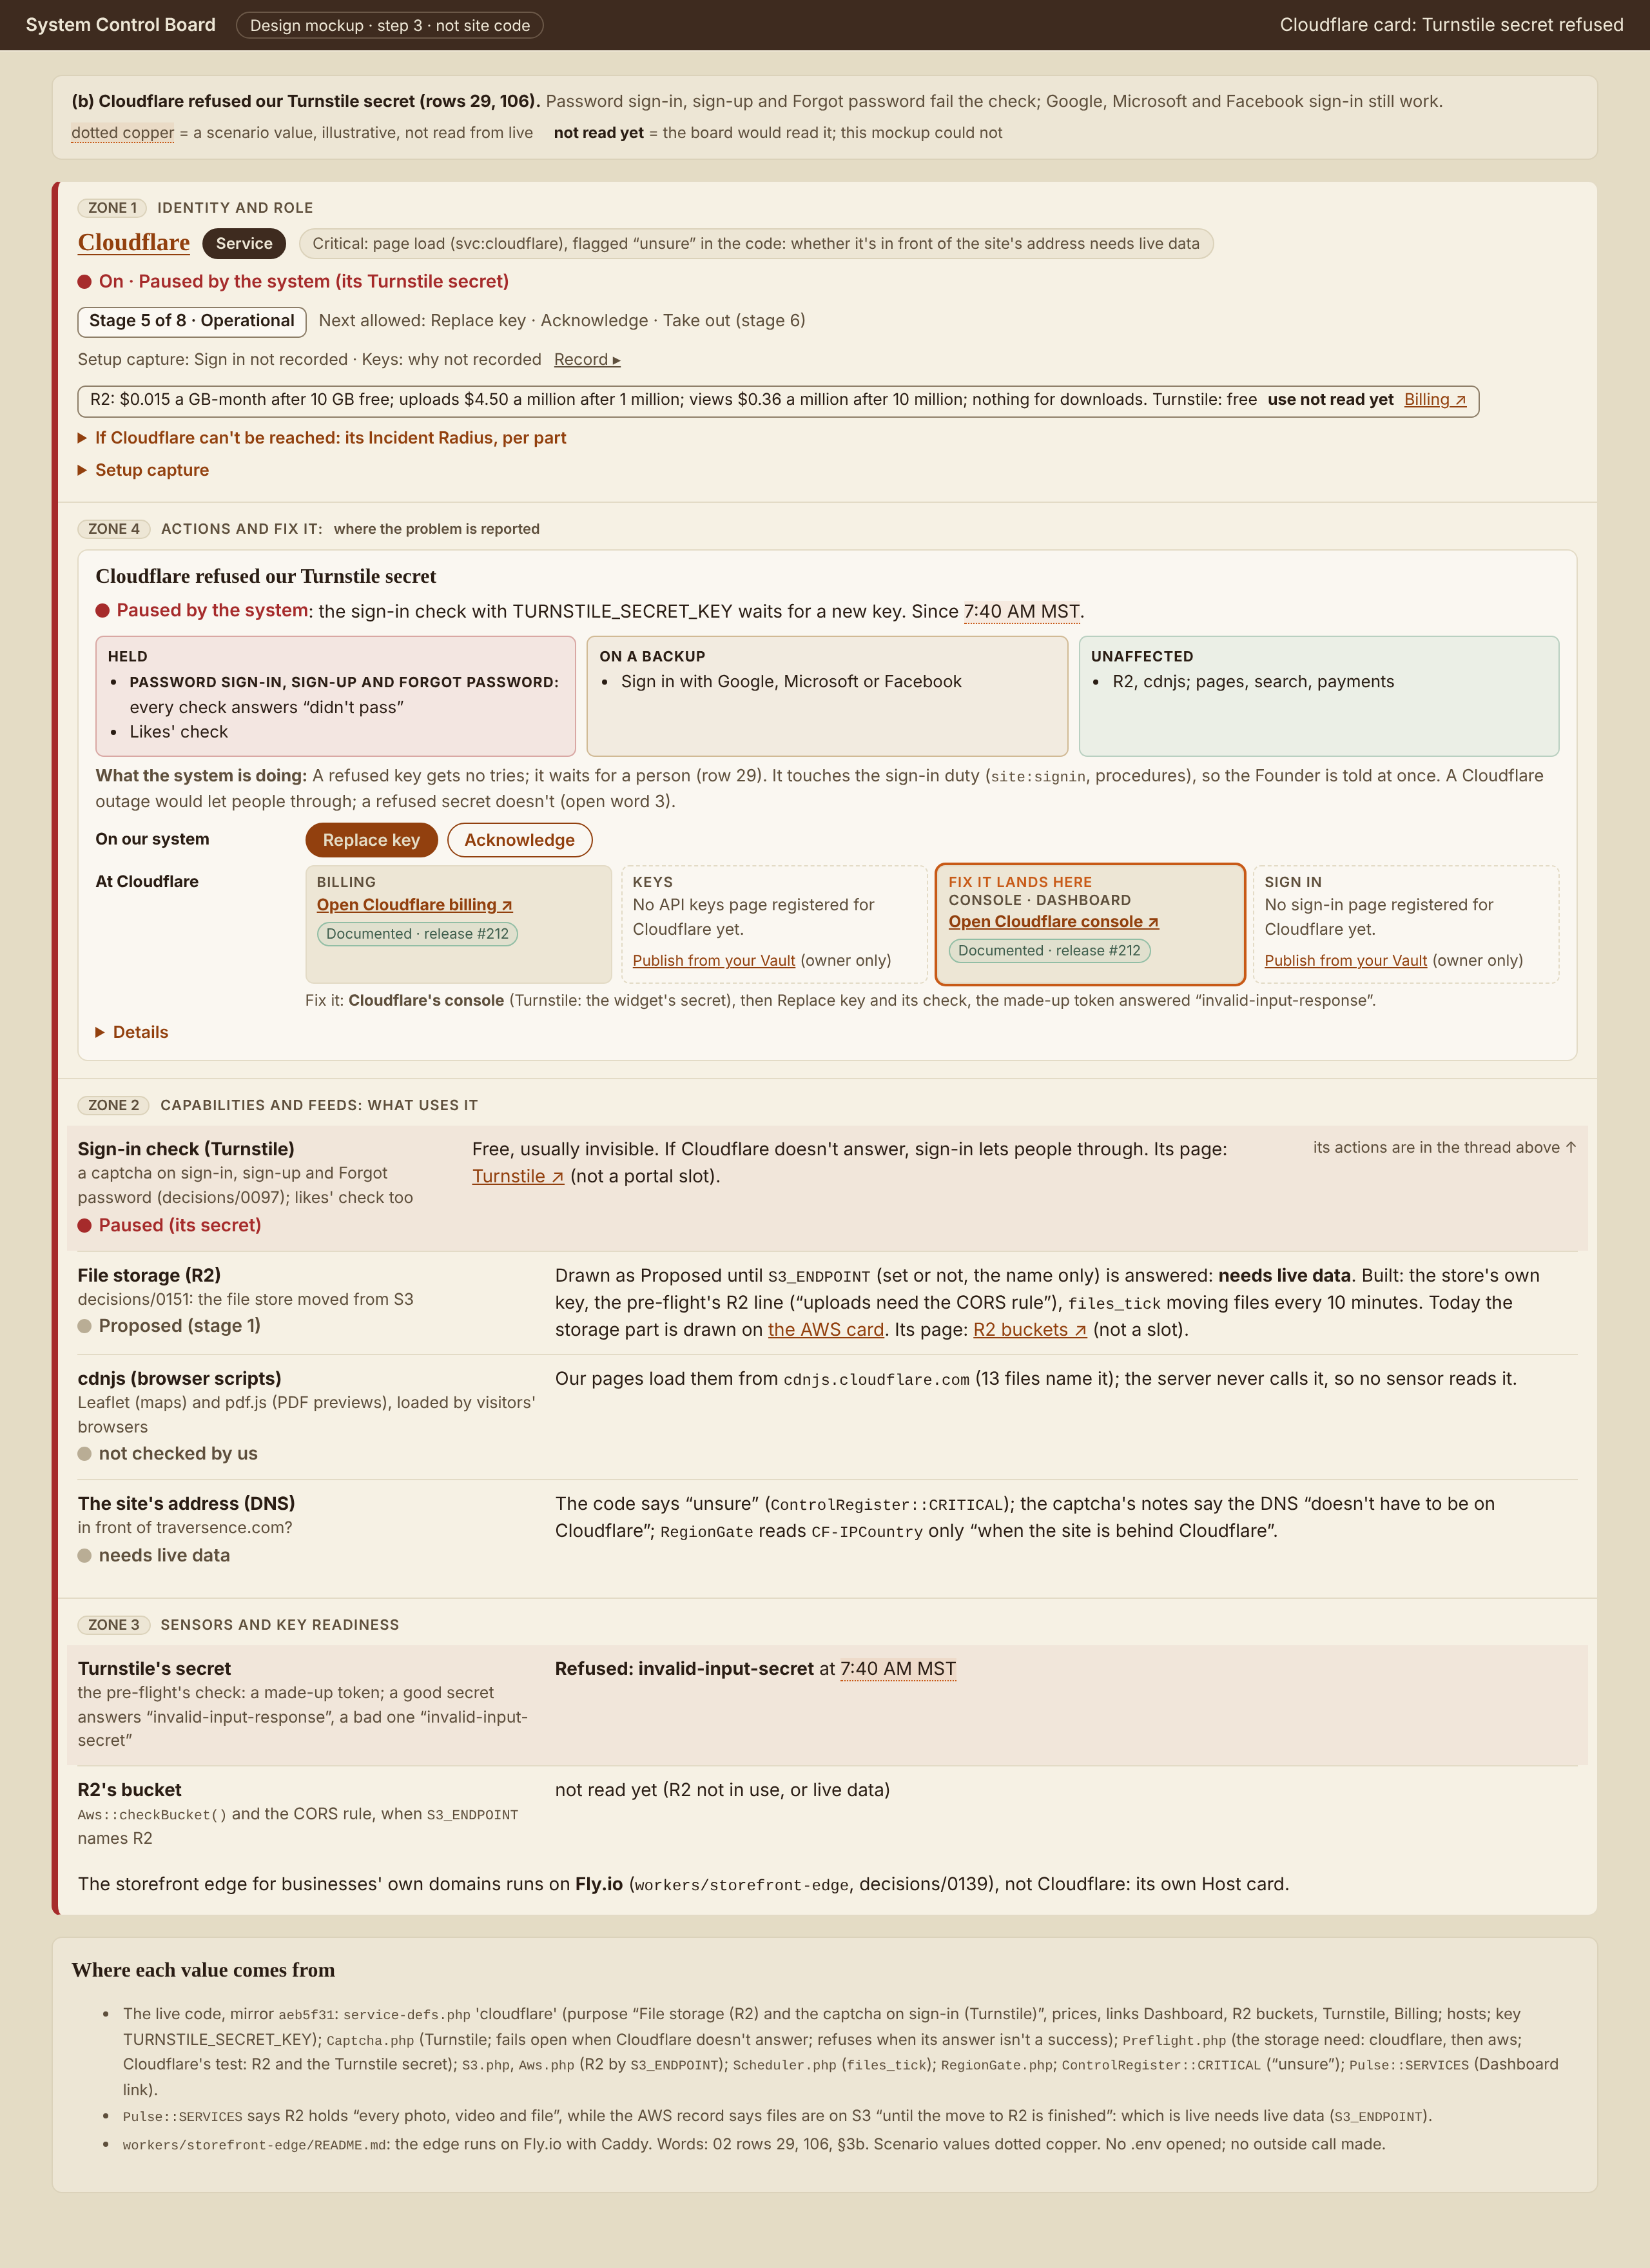 System Control Board
Design mockup · step 3 · not site code
Cloudflare card: Turnstile secret refused
(b) Cloudflare refused our Turnstile secret (rows 29, 106). Password sign-in, sign-up and Forgot password fail the check; Google, Microsoft and Facebook sign-in still work.
dotted copper = a scenario value, illustrative, not read from live not read yet = the board would read it; this mockup could not
ZONE 1 IDENTITY AND ROLE
Cloudflare Service Critical: page load (svc:cloudflare), flagged “unsure” in the code: whether it's in front of the site's address needs live data
On · Paused by the system (its Turnstile secret)
Stage 5 of 8 · Operational Next allowed: Replace key · Acknowledge · Take out (stage 6)
Setup capture: Sign in not recorded · Keys: why not recorded Record ▸
R2: $0.015 a GB-month after 10 GB free; uploads $4.50 a million after 1 million; views $0.36 a million after 10 million; nothing for downloads. Turnstile: free use not read yet Billing ↗
▶ If Cloudflare can't be reached: its Incident Radius, per part
▶ Setup capture
ZONE 4 ACTIONS AND FIX IT: where the problem is reported
Cloudflare refused our Turnstile secret
Paused by the system: the sign-in check with TURNSTILE_SECRET_KEY waits for a new key. Since 7:40 AM MST.
HELD
• PASSWORD SIGN-IN, SIGN-UP AND FORGOT PASSWORD:
every check answers “didn't pass”
• Likes' check
ON A BACKUP
• Sign in with Google, Microsoft or Facebook
UNAFFECTED
• R2, cdnjs; pages, search, payments
What the system is doing: A refused key gets no tries; it waits for a person (row 29). It touches the sign-in duty (site:signin, procedures), so the Founder is told at once. A Cloudflare
outage would let people through; a refused secret doesn't (open word 3).
On our system
Replace key Acknowledge
At Cloudflare
BILLING
Open Cloudflare billing ↗
Documented · release #212
KEYS
No API keys page registered for
Cloudflare yet.
Publish from your Vault (owner only)
FIX IT LANDS HERE
CONSOLE · DASHBOARD
Open Cloudflare console ↗
Documented · release #212
SIGN IN
No sign-in page registered for
Cloudflare yet.
Publish from your Vault (owner only)
Fix it: Cloudflare's console (Turnstile: the widget's secret), then Replace key and its check, the made-up token answered “invalid-input-response”.
▶ Details
ZONE 2 CAPABILITIES AND FEEDS: WHAT USES IT
Sign-in check (Turnstile)
a captcha on sign-in, sign-up and Forgot
password (decisions/0097); likes' check too
Paused (its secret)
Free, usually invisible. If Cloudflare doesn't answer, sign-in lets people through. Its page:
Turnstile ↗ (not a portal slot).
its actions are in the thread above ↑
File storage (R2)
decisions/0151: the file store moved from S3
Proposed (stage 1)
Drawn as Proposed until S3_ENDPOINT (set or not, the name only) is answered: needs live data. Built: the store's own
key, the pre-flight's R2 line (“uploads need the CORS rule”), files_tick moving files every 10 minutes. Today the
storage part is drawn on the AWS card. Its page: R2 buckets ↗ (not a slot).
cdnjs (browser scripts)
Leaflet (maps) and pdf.js (PDF previews), loaded by visitors'
browsers
not checked by us
Our pages load them from cdnjs.cloudflare.com (13 files name it); the server never calls it, so no sensor reads it.
The site's address (DNS)
in front of traversence.com?
needs live data
The code says “unsure” (ControlRegister::CRITICAL); the captcha's notes say the DNS “doesn't have to be on
Cloudflare”; RegionGate reads CF-IPCountry only “when the site is behind Cloudflare”.
ZONE 3 SENSORS AND KEY READINESS
Turnstile's secret
the pre-flight's check: a made-up token; a good secret
answers “invalid-input-response”, a bad one “invalid-input-
secret”
Refused: invalid-input-secret at 7:40 AM MST
R2's bucket
Aws::checkBucket() and the CORS rule, when S3_ENDPOINT
names R2
not read yet (R2 not in use, or live data)
The storefront edge for businesses' own domains runs on Fly.io (workers/storefront-edge, decisions/0139), not Cloudflare: its own Host card.
Where each value comes from
• The live code, mirror aeb5f31: service-defs.php 'cloudflare' (purpose “File storage (R2) and the captcha on sign-in (Turnstile)”, prices, links Dashboard, R2 buckets, Turnstile, Billing; hosts; key
TURNSTILE_SECRET_KEY); Captcha.php (Turnstile; fails open when Cloudflare doesn't answer; refuses when its answer isn't a success); Preflight.php (the storage need: cloudflare, then aws;
Cloudflare's test: R2 and the Turnstile secret); S3.php, Aws.php (R2 by S3_ENDPOINT); Scheduler.php (files_tick); RegionGate.php; ControlRegister::CRITICAL (“unsure”); Pulse::SERVICES (Dashboard
link).
• Pulse::SERVICES says R2 holds “every photo, video and file”, while the AWS record says files are on S3 “until the move to R2 is finished”: which is live needs live data (S3_ENDPOINT).
• workers/storefront-edge/README.md: the edge runs on Fly.io with Caddy. Words: 02 rows 29, 106, §3b. Scenario values dotted copper. No .env opened; no outside call made.